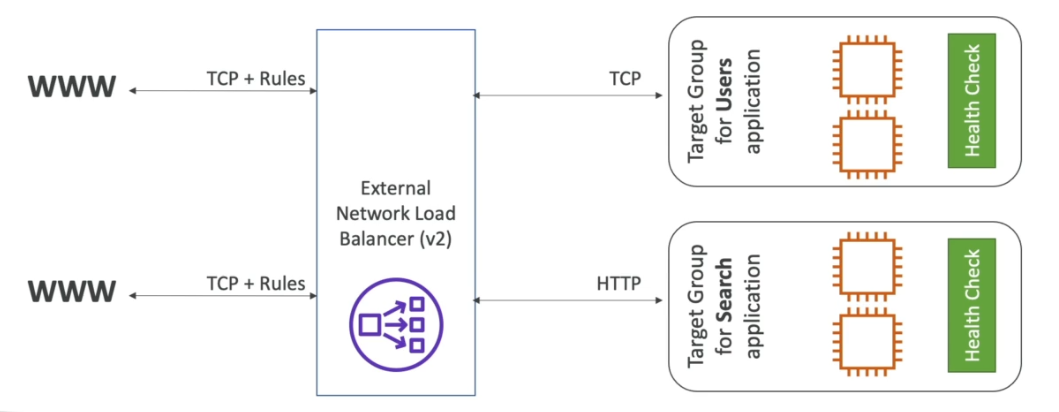 WWW
TCP + Rules
TCP
Target Group
for Users
application
Health Check
External
Network Load
Balancer (v2)
WWW
TCP + Rules
HTTP
Target Group
for Search
application
Health Check